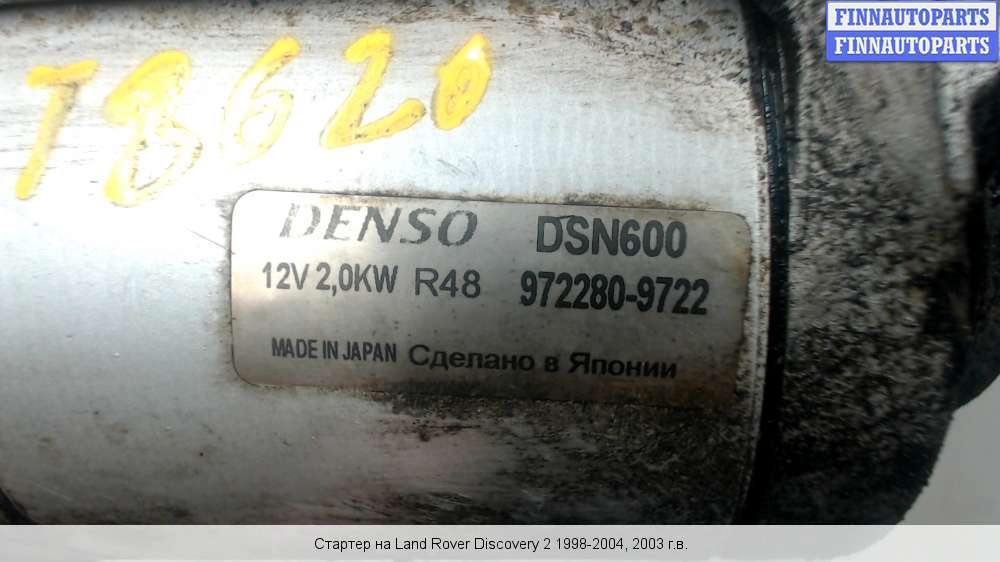 FINNAUTOPARTS
FINNAUTOPARTS
T8620
DENSO DSN600
12V 2,0KW R48 972280-9722
MADE IN JAPAN Сделано в Японии
Стартер на Land Rover Discovery 2 1998-2004, 2003 г.в.